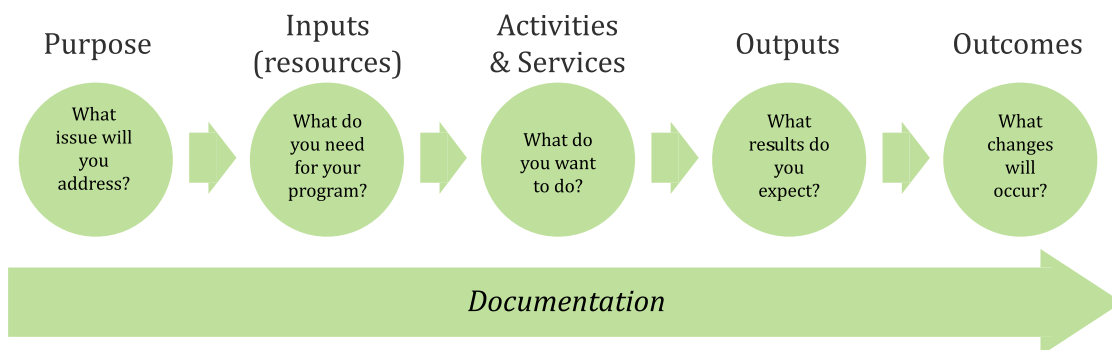 Purpose
Inputs
(resources)
Activities
& Services
Outputs
Outcomes
What
issue will
you
address?
What do
you need
for your
program?
What do
you want
to do?
What
results do
you
expect?
What
changes
will
occur?
Documentation